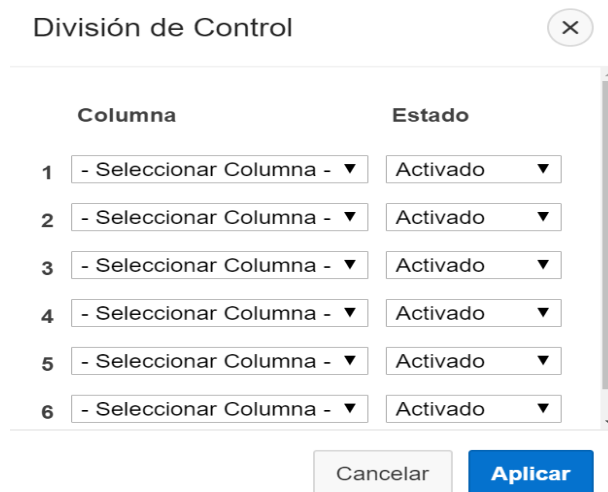 División de Control
Columna Estado
1 - Seleccionar Columna - Activado
2 - Seleccionar Columna - Activado
3 - Seleccionar Columna - Activado
4 - Seleccionar Columna - Activado
5 - Seleccionar Columna - Activado
6 - Seleccionar Columna - Activado
Cancelar Aplicar